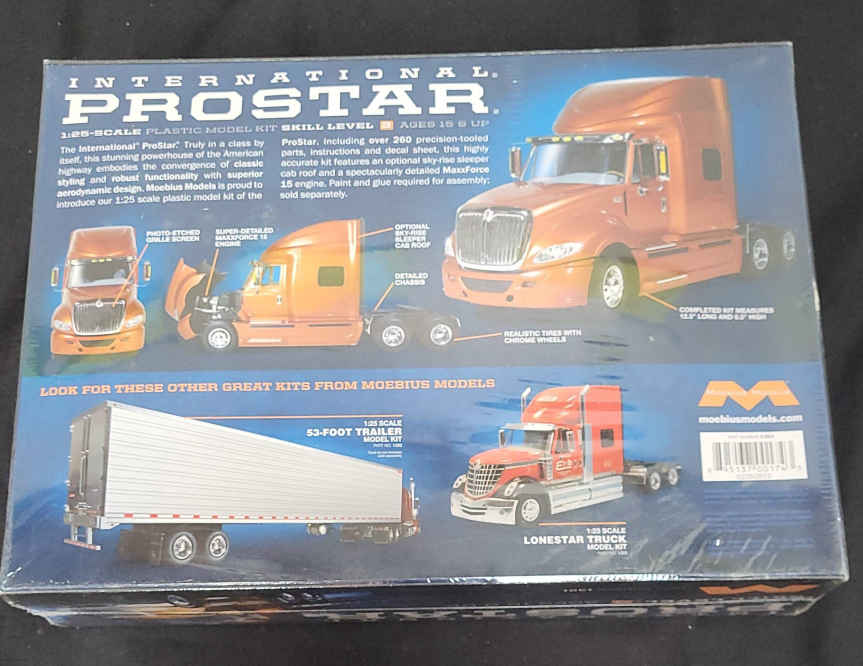 INTERNATIONAL®
PROSTAR®
1:25-SCALE PLASTIC MODEL KIT SKILL LEVEL 3 AGES 15 & UP
The International® ProStar.® Truly in a class by
itself, this stunning powerhouse of the American
highway embodies the convergence of classic
styling and robust functionality with superior
aerodynamic design. Moebius Models is proud to
introduce our 1:25 scale plastic model kit of the
ProStar. Including over 260 precision-tooled
parts, instructions and decal sheet, this highly
accurate kit features an optional sky-rise sleeper
cab roof and a spectacularly detailed MaxxForce
15 engine. Paint and glue required for assembly;
sold separately.
PHOTO-ETCHED
GRILLE SCREEN
SUPER-DETAILED
MAXXFORCE 15
ENGINE
OPTIONAL
SKY-RISE
SLEEPER
CAB ROOF
DETAILED
CHASSIS
REALISTIC TIRES WITH
CHROME WHEELS
COMPLETED KIT MEASURES
LOOK FOR THESE OTHER GREAT KITS FROM MOEBIUS MODELS
1:25 SCALE
53-FOOT TRAILER
MODEL KIT
moebiusmodels.com
1:25 SCALE
LONESTAR TRUCK
MODEL KIT